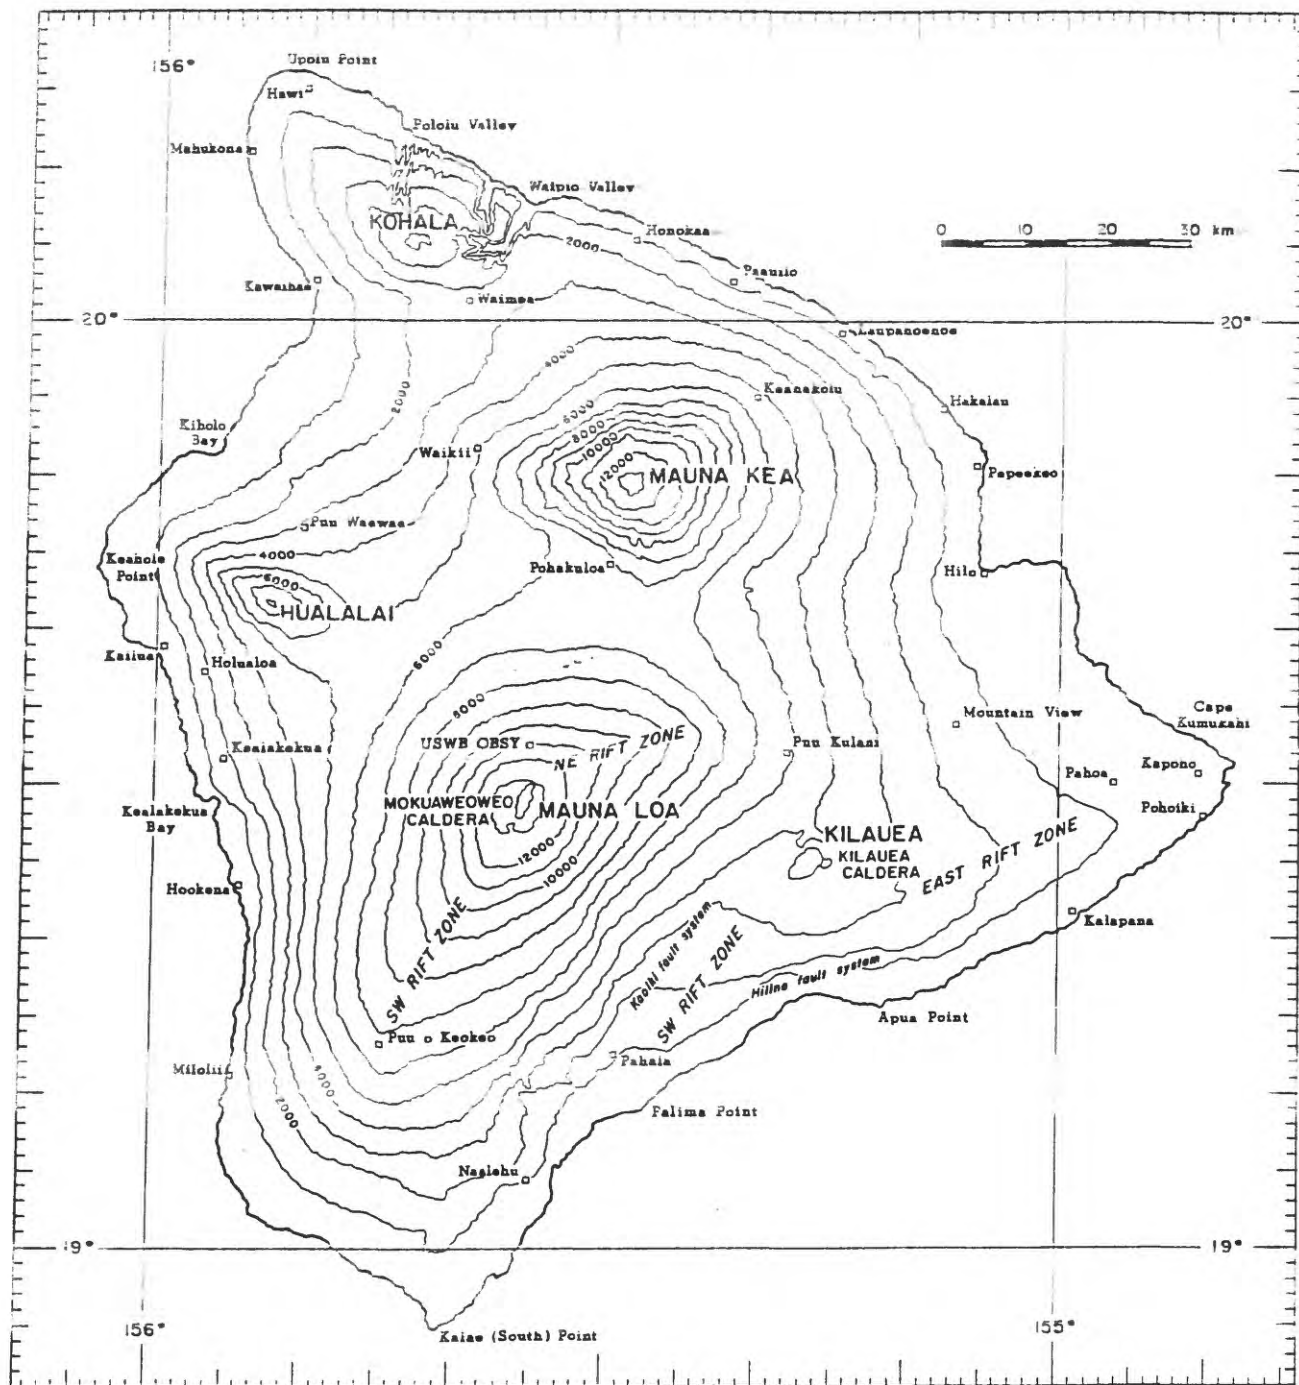 156°
Upolu Point
Hawi
Pololu Valley
Mahukona
Waipio Valley
KOHALA
Honokaa
0 10 20 30 km
2000
Kawaihae
Paauilo
Waimea
20°
20°
Laupahoehoe
4000
Keanakolu
2000
6000
Hakalau
Kiholo
Bay
8000
10000
Waikii
12000
MAUNA KEA
Papeekeo
Puu Waawaa
Keahole
Point
4000
Pohakuloa
Hilo
6000
HUALALAI
Kailua
Holualoa
6000
8000
Cape
Kumukahi
Mountain View
USWB OBSY
NE RIFT ZONE
Kealakekua
Puu Kulani
Kapoho
Pahoa
MOKUAWEOWEO
CALDERA
MAUNA LOA
Kealakekua
Bay
Pohoiki
KILAUEA
KILAUEA
CALDERA
EAST RIFT ZONE
12000
10000
Hookena
Kalapana
SW RIFT ZONE
Kaoiki fault system
SW RIFT ZONE
Hilina fault system
Apua Point
Puu o Keokeo
Pahala
Milolii
4000
2000
Palima Point
Naalehu
19°
19°
156°
Kalae (South) Point
155°